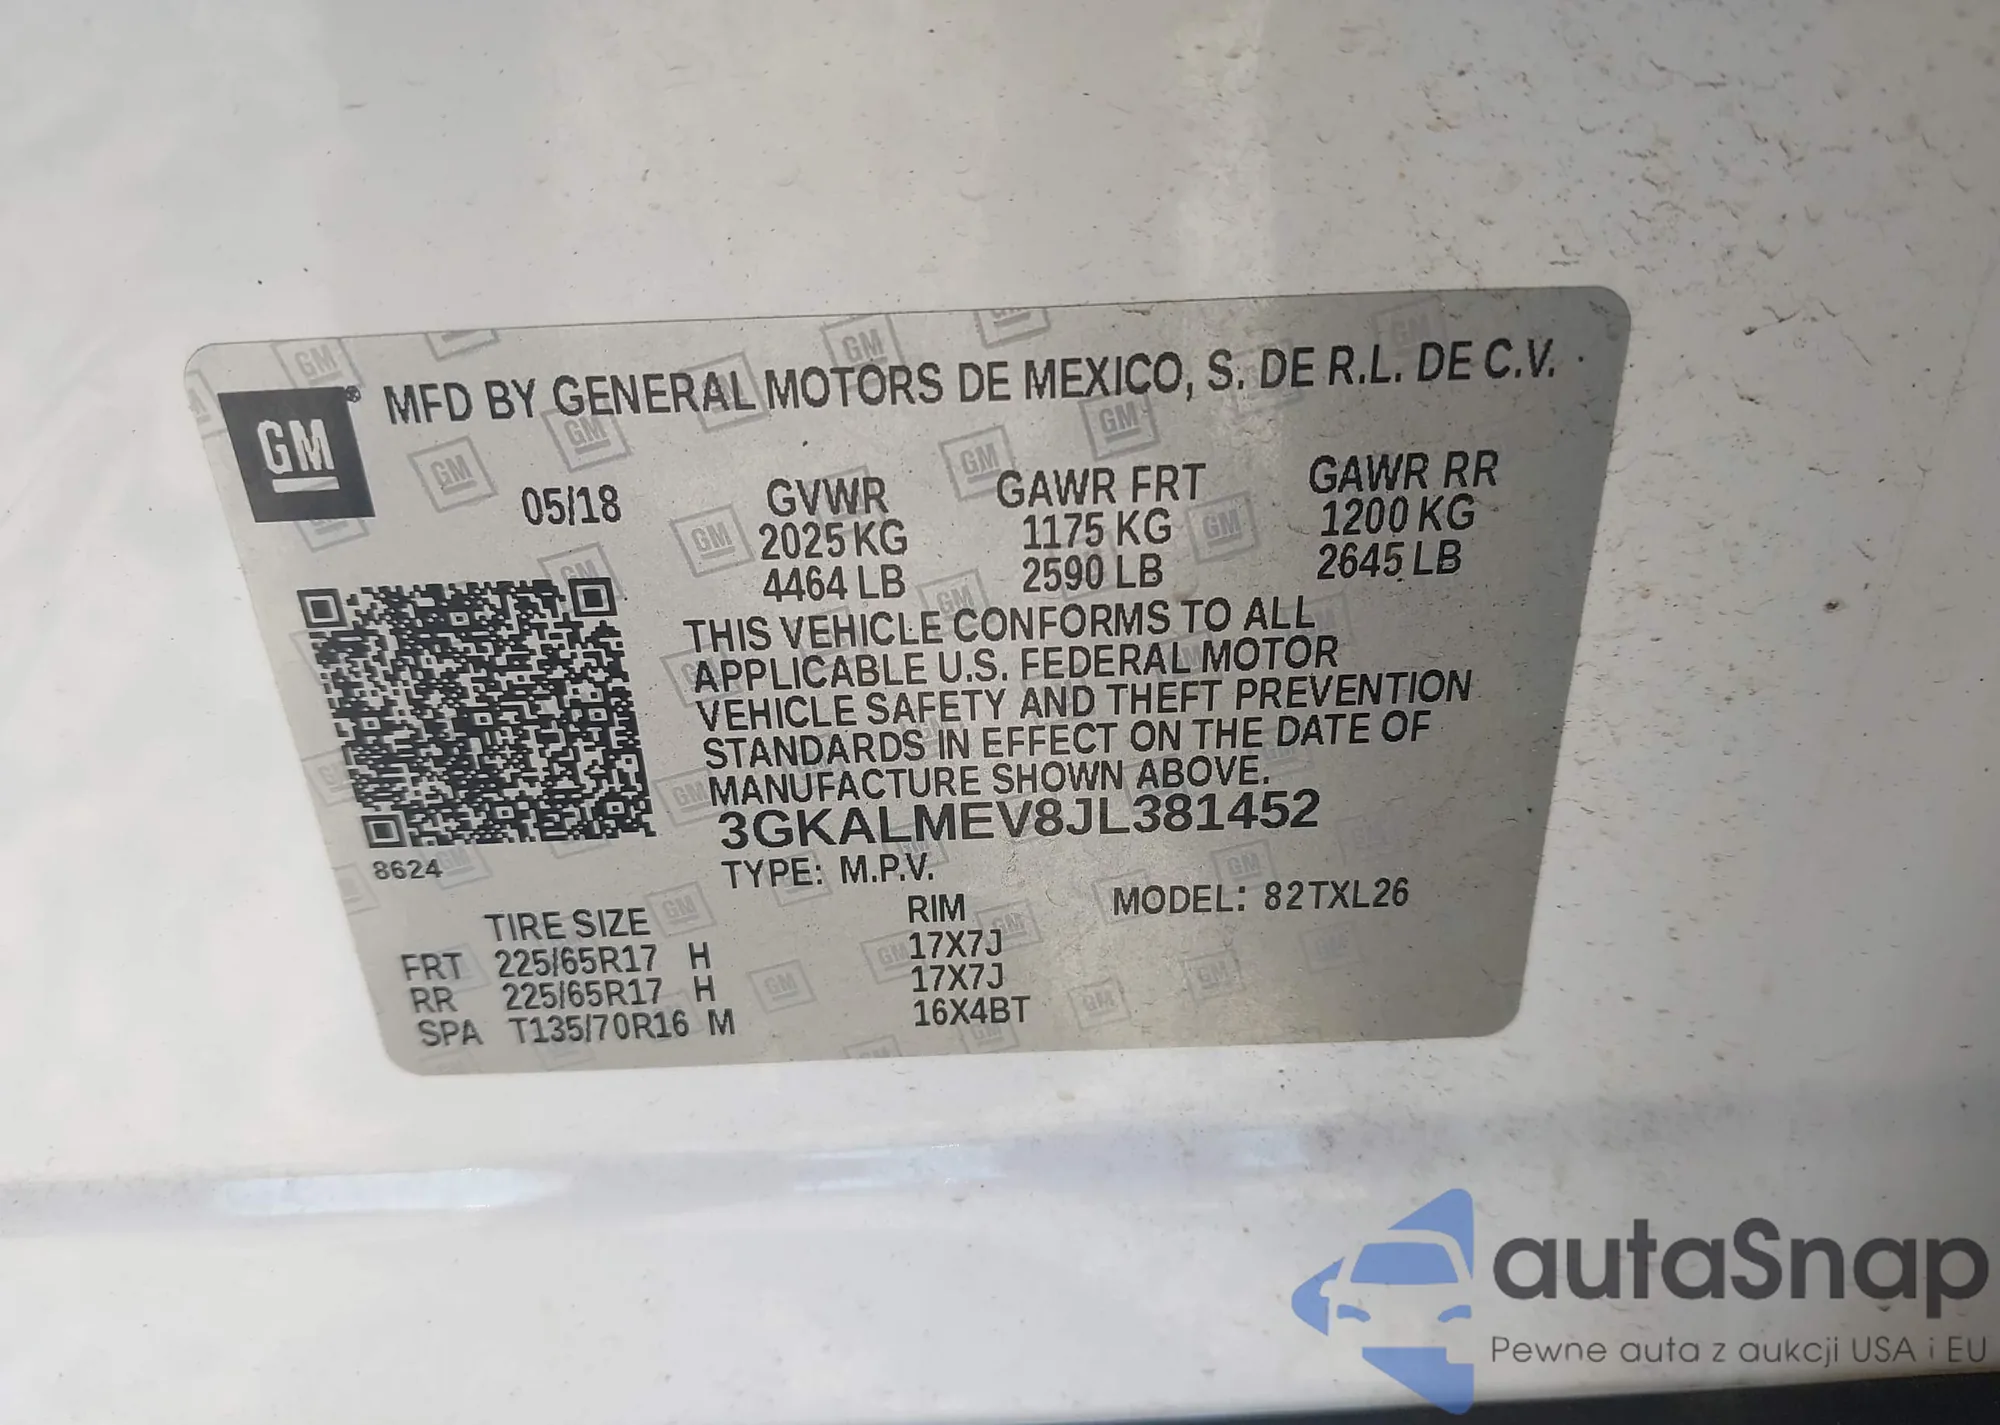 GM® MFD BY GENERAL MOTORS DE MEXICO, S. DE R.L. DE C.V.
05/18 GVWR GAWR FRT GAWR RR
2025 KG 1175 KG 1200 KG
4464 LB 2590 LB 2645 LB
THIS VEHICLE CONFORMS TO ALL
APPLICABLE U.S. FEDERAL MOTOR
VEHICLE SAFETY AND THEFT PREVENTION
STANDARDS IN EFFECT ON THE DATE OF
MANUFACTURE SHOWN ABOVE.
3GKALMEV8JL381452
8624
TYPE: M.P.V.
MODEL: 82TXL26
TIRE SIZE RIM
FRT 225/65R17 H 17X7J
RR 225/65R17 H 17X7J
SPA T135/70R16 M 16X4BT
autaSnap
Pewne auta z aukcji USA i EU